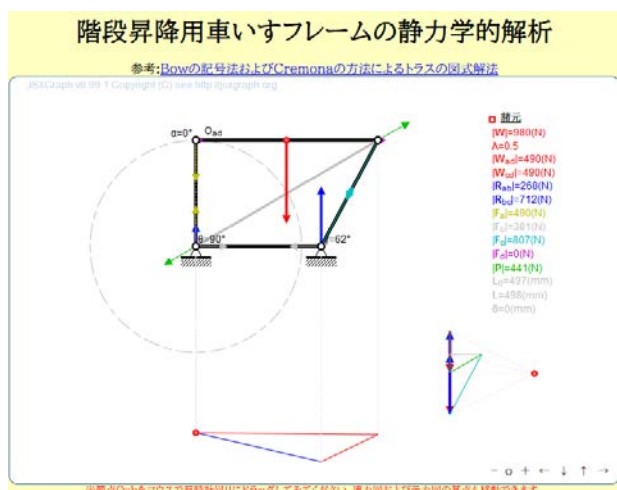 階段昇降用車いすフレームの静力学的解析
参考:Bowの記号法およびCremonaの方法によるトラスの図式解法
α=0° Oad
θ=90° =62°
諸元
|W|=980(N)
Λ=0.5
|Wad|=490(N)
|Wcd|=490(N)
|Rab|=268(N)
|Rbc|=712(N)
|Fa|=490(N)
|Fb|=381(N)
|Fc|=807(N)
|Fd|=0(N)
|P|=441(N)
L0=497(mm)
L=498(mm)
δ=0(mm)
- o + ← ↓ ↑ →